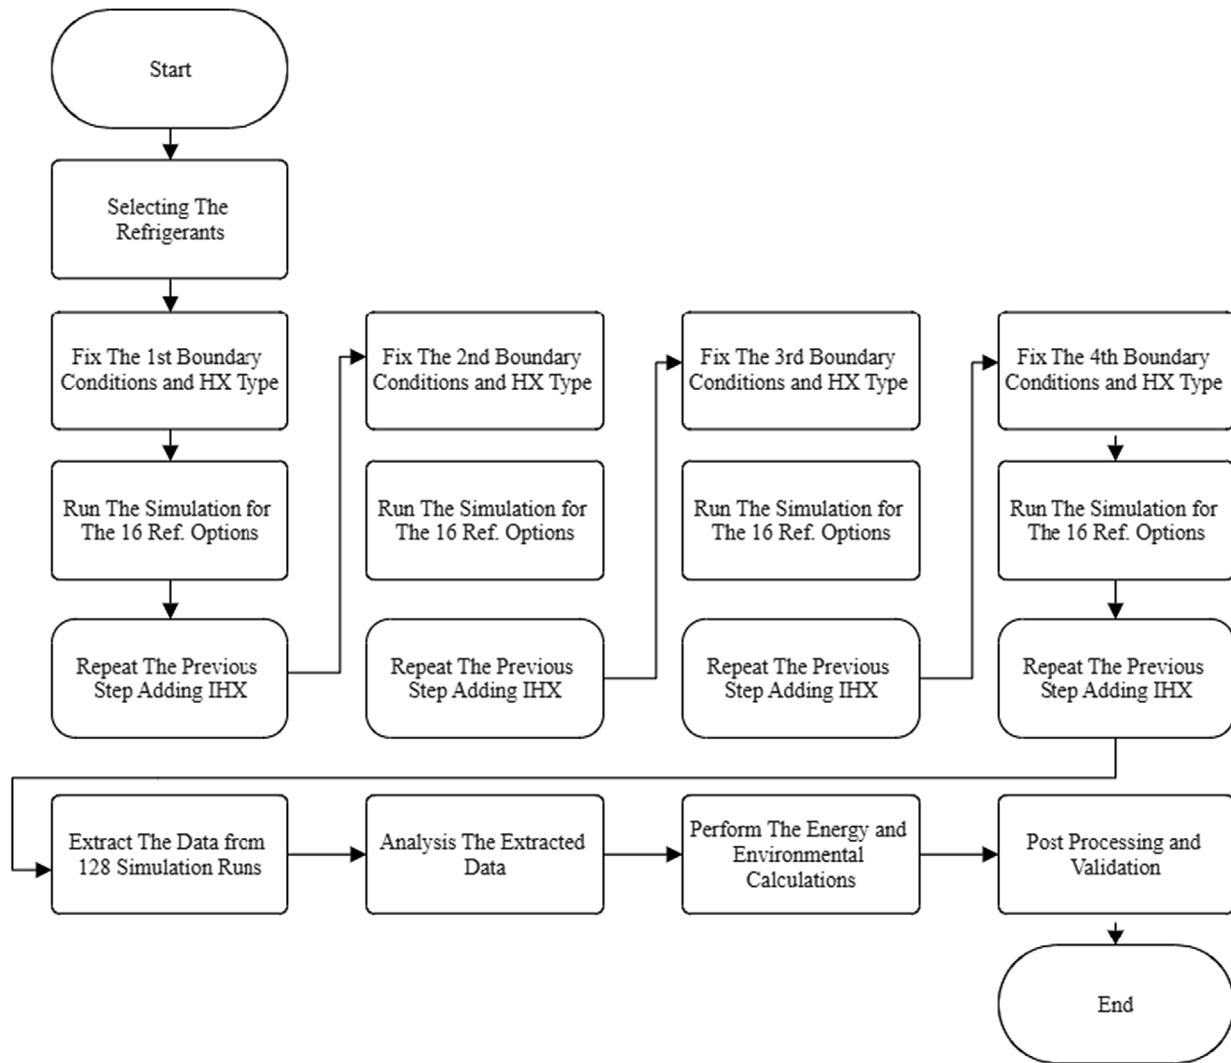 Start
Selecting The
Refrigerants
Fix The 1st Boundary
Conditions and HX Type
Run The Simulation for
The 16 Ref. Options
Repeat The Previous
Step Adding IHX
Fix The 2nd Boundary
Conditions and HX Type
Run The Simulation for
The 16 Ref. Options
Repeat The Previous
Step Adding IHX
Fix The 3rd Boundary
Conditions and HX Type
Run The Simulation for
The 16 Ref. Options
Repeat The Previous
Step Adding IHX
Fix The 4th Boundary
Conditions and HX Type
Run The Simulation for
The 16 Ref. Options
Repeat The Previous
Step Adding IHX
Extract The Data from
128 Simulation Runs
Analysis The Extracted
Data
Perform The Energy and
Environmental
Calculations
Post Processing and
Validation
End